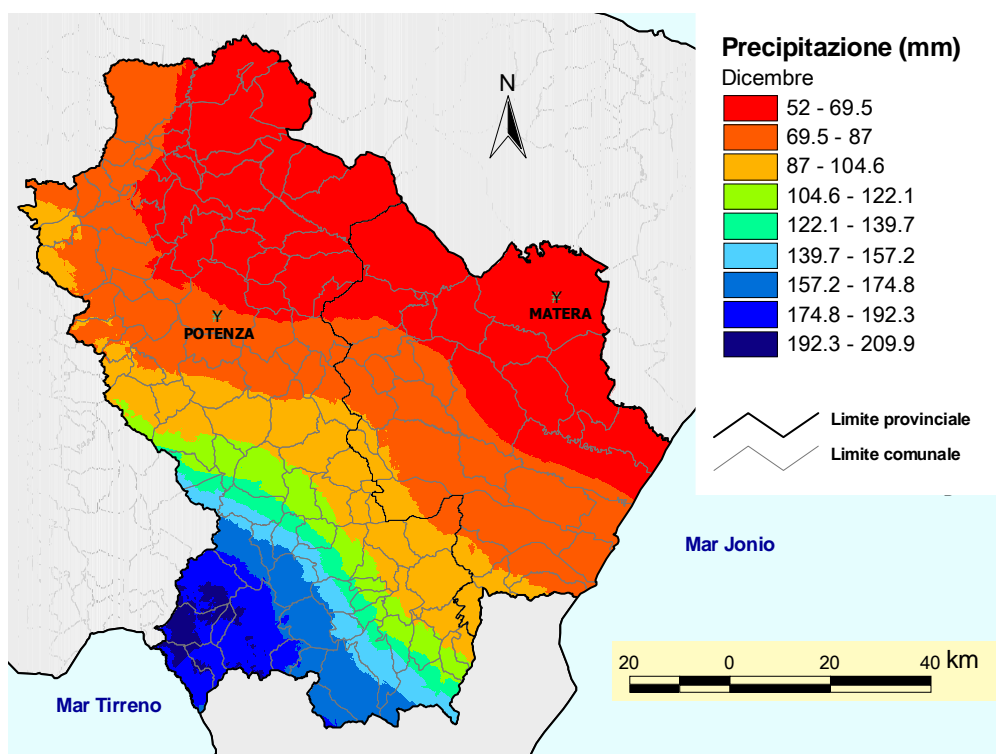 Precipitazione (mm)
Dicembre
52 - 69.5
69.5 - 87
87 - 104.6
104.6 - 122.1
122.1 - 139.7
139.7 - 157.2
157.2 - 174.8
174.8 - 192.3
192.3 - 209.9
Limite provinciale
Limite comunale
N
POTENZA
MATERA
Mar Jonio
Mar Tirreno
20 0 20 40 km